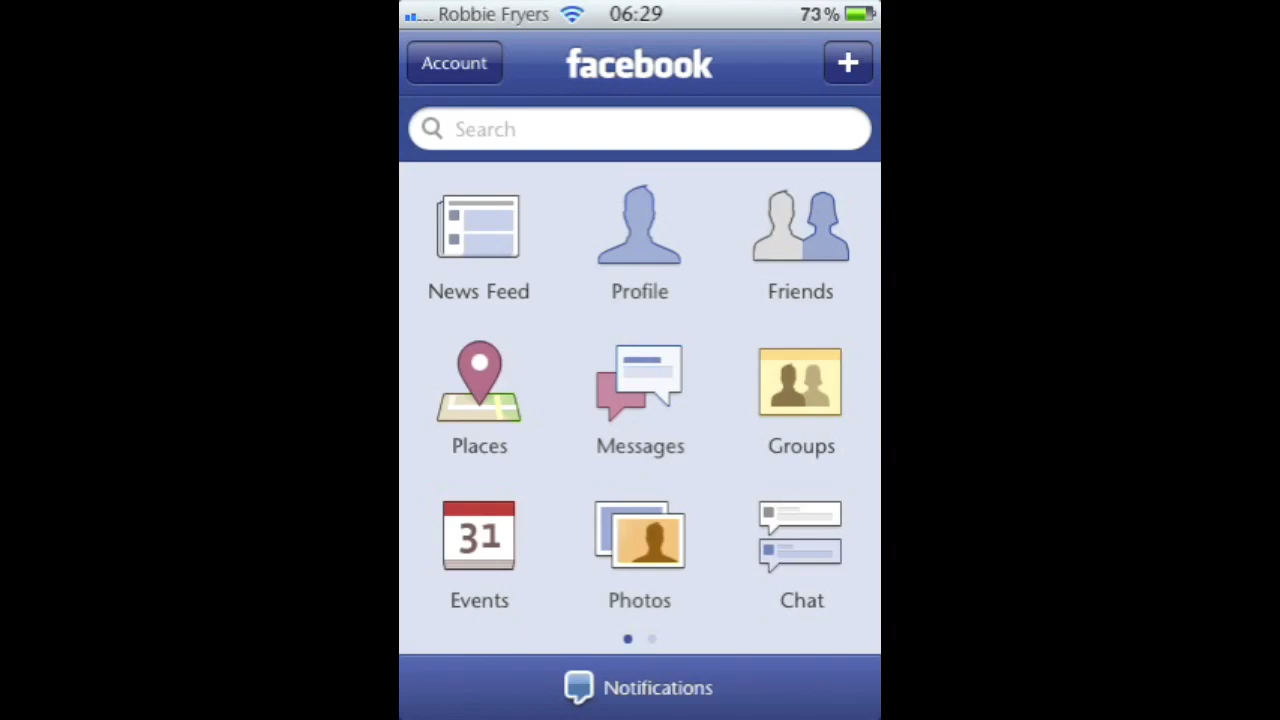 Robbie Fryers 06:29 73%
Account facebook +
Search
News Feed Profile Friends
Places Messages Groups
31
Events Photos Chat
Notifications